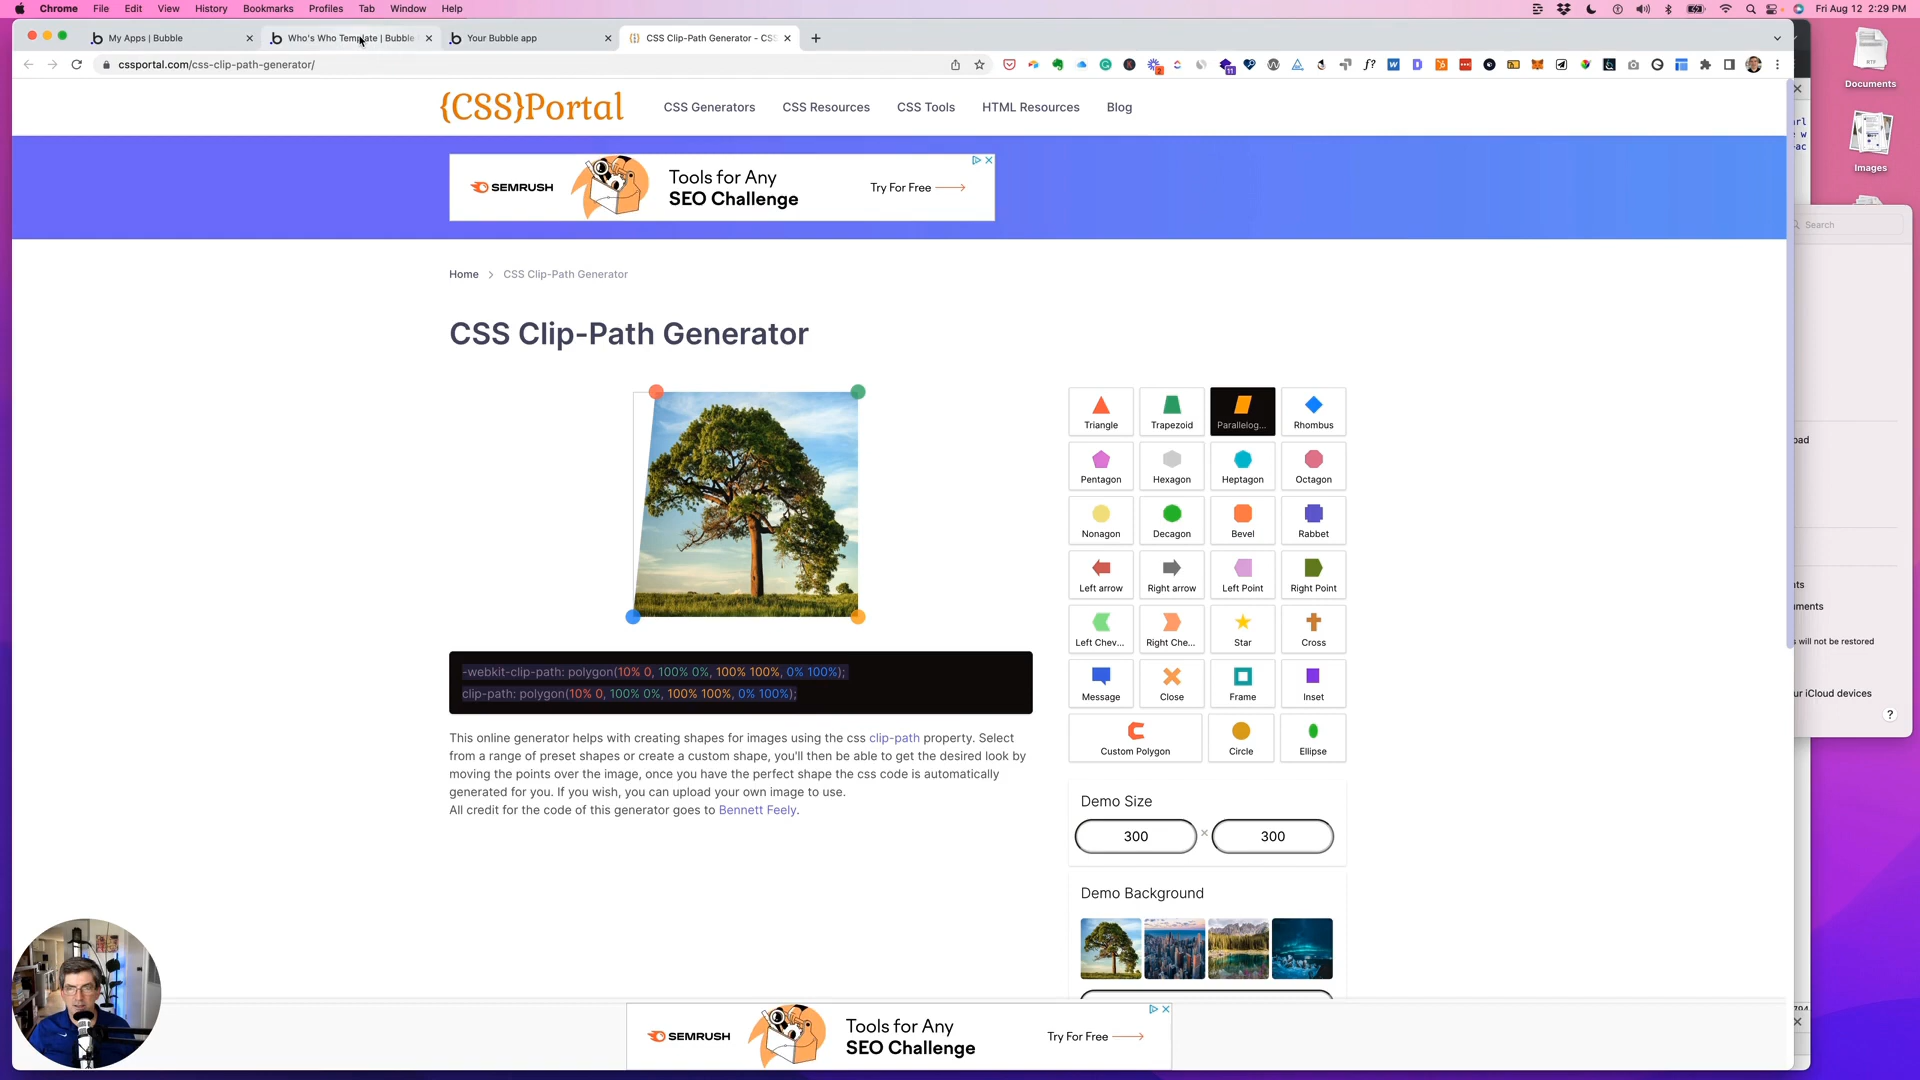 Chrome File Edit View History Bookmarks Profiles Tab Window Help Fri Aug 12 2:29 PM
My Apps | Bubble Who's Who Template | Bubble Your Bubble app CSS Clip-Path Generator - CSS
cssportal.com/css-clip-path-generator/
{CSS}Portal CSS Generators CSS Resources CSS Tools HTML Resources Blog
SEMRUSH
Tools for Any
SEO Challenge
Try For Free
Home CSS Clip-Path Generator
CSS Clip-Path Generator
Triangle Trapezoid Parallelog... Rhombus
Pentagon Hexagon Heptagon Octagon
Nonagon Decagon Bevel Rabbet
Left arrow Right arrow Left Point Right Point
Left Chev... Right Che... Star Cross
Message Close Frame Inset
Custom Polygon Circle Ellipse
-webkit-clip-path: polygon(10% 0, 100% 0%, 100% 100%, 0% 100%);
clip-path: polygon(10% 0, 100% 0%, 100% 100%, 0% 100%);
This online generator helps with creating shapes for images using the css clip-path property. Select
from a range of preset shapes or create a custom shape, you'll then be able to get the desired look by
moving the points over the image, once you have the perfect shape the css code is automatically
generated for you. If you wish, you can upload your own image to use.
All credit for the code of this generator goes to Bennett Feely.
Demo Size
300 × 300
Demo Background
SEMRUSH
Tools for Any
SEO Challenge
Try For Free
Documents
Images
Search
s will not be restored
ur iCloud devices
?